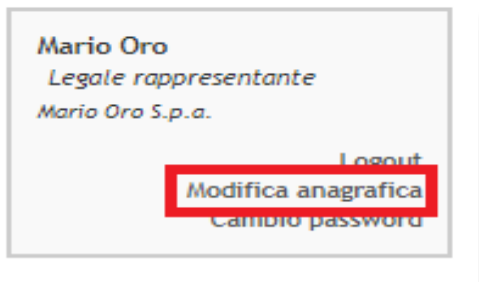 Mario Oro
Legale rappresentante
Mario Oro S.p.a.
Logout
Modifica anagrafica
Cambio password